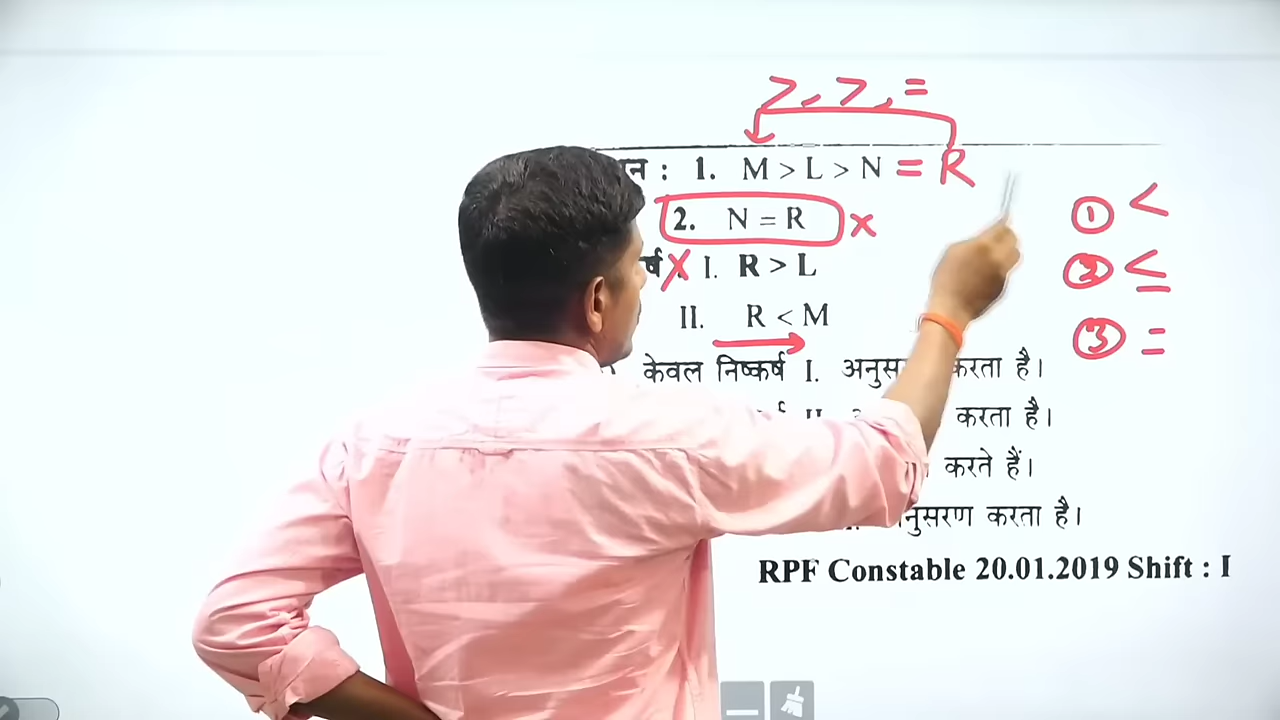 >, >, =
न : 1. M > L > N = R
2. N = R x
र्ष x I. R > L
II. R < M
① <
② ≤
③ =
केवल निष्कर्ष I. करता है।
करता है।
करते हैं।
नुसरण करता है।
RPF Constable 20.01.2019 Shift : I